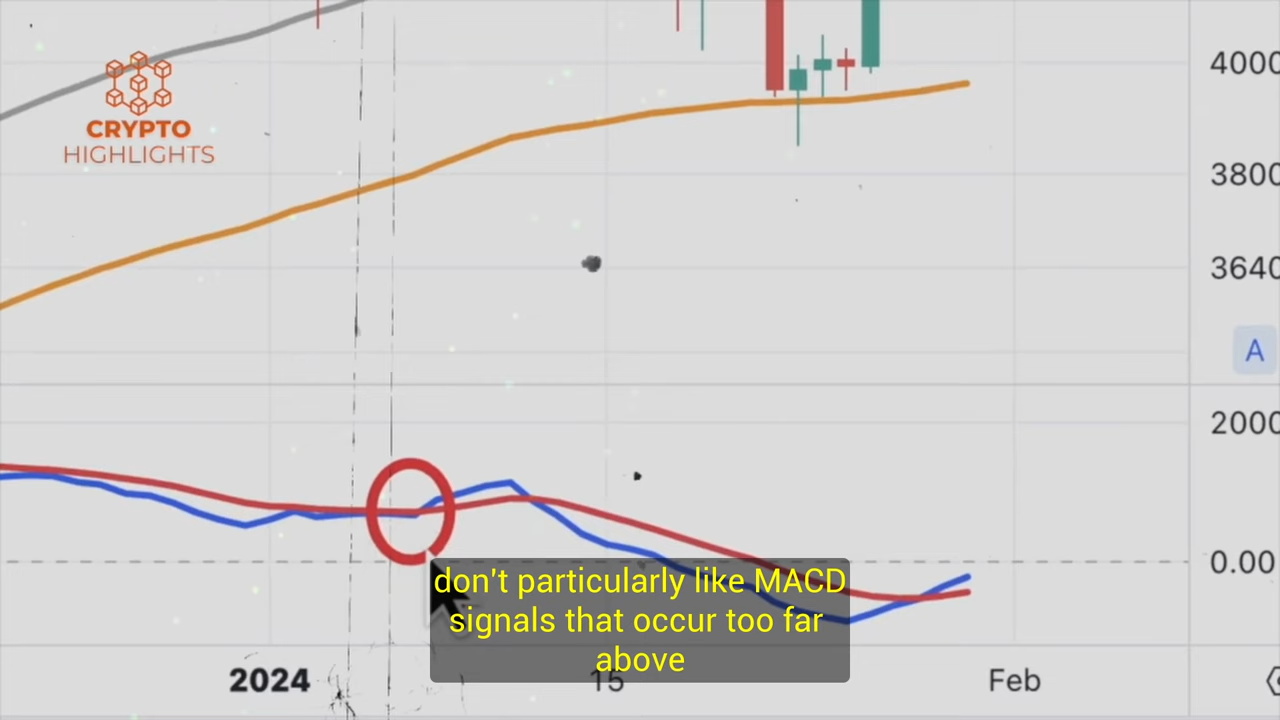 CRYPTO
HIGHLIGHTS
4000
3800
3640
A
2000
0.00
don't particularly like MACD
signals that occur too far
above
2024
15
Feb